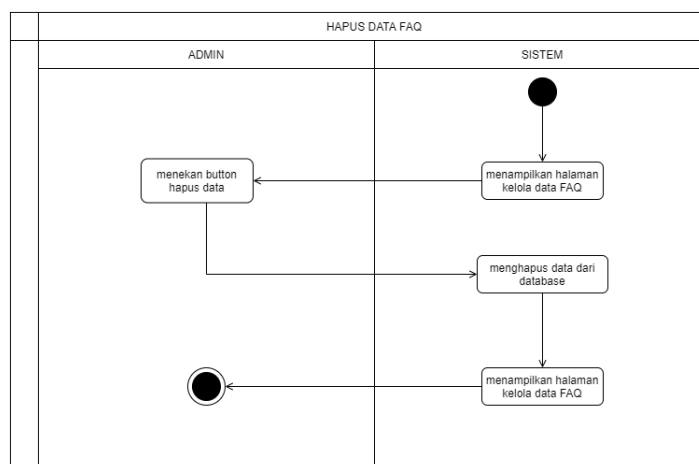 HAPUS DATA FAQ
ADMIN
SISTEM
menampilkan halaman
kelola data FAQ
menekan button
hapus data
menghapus data dari
database
menampilkan halaman
kelola data FAQ